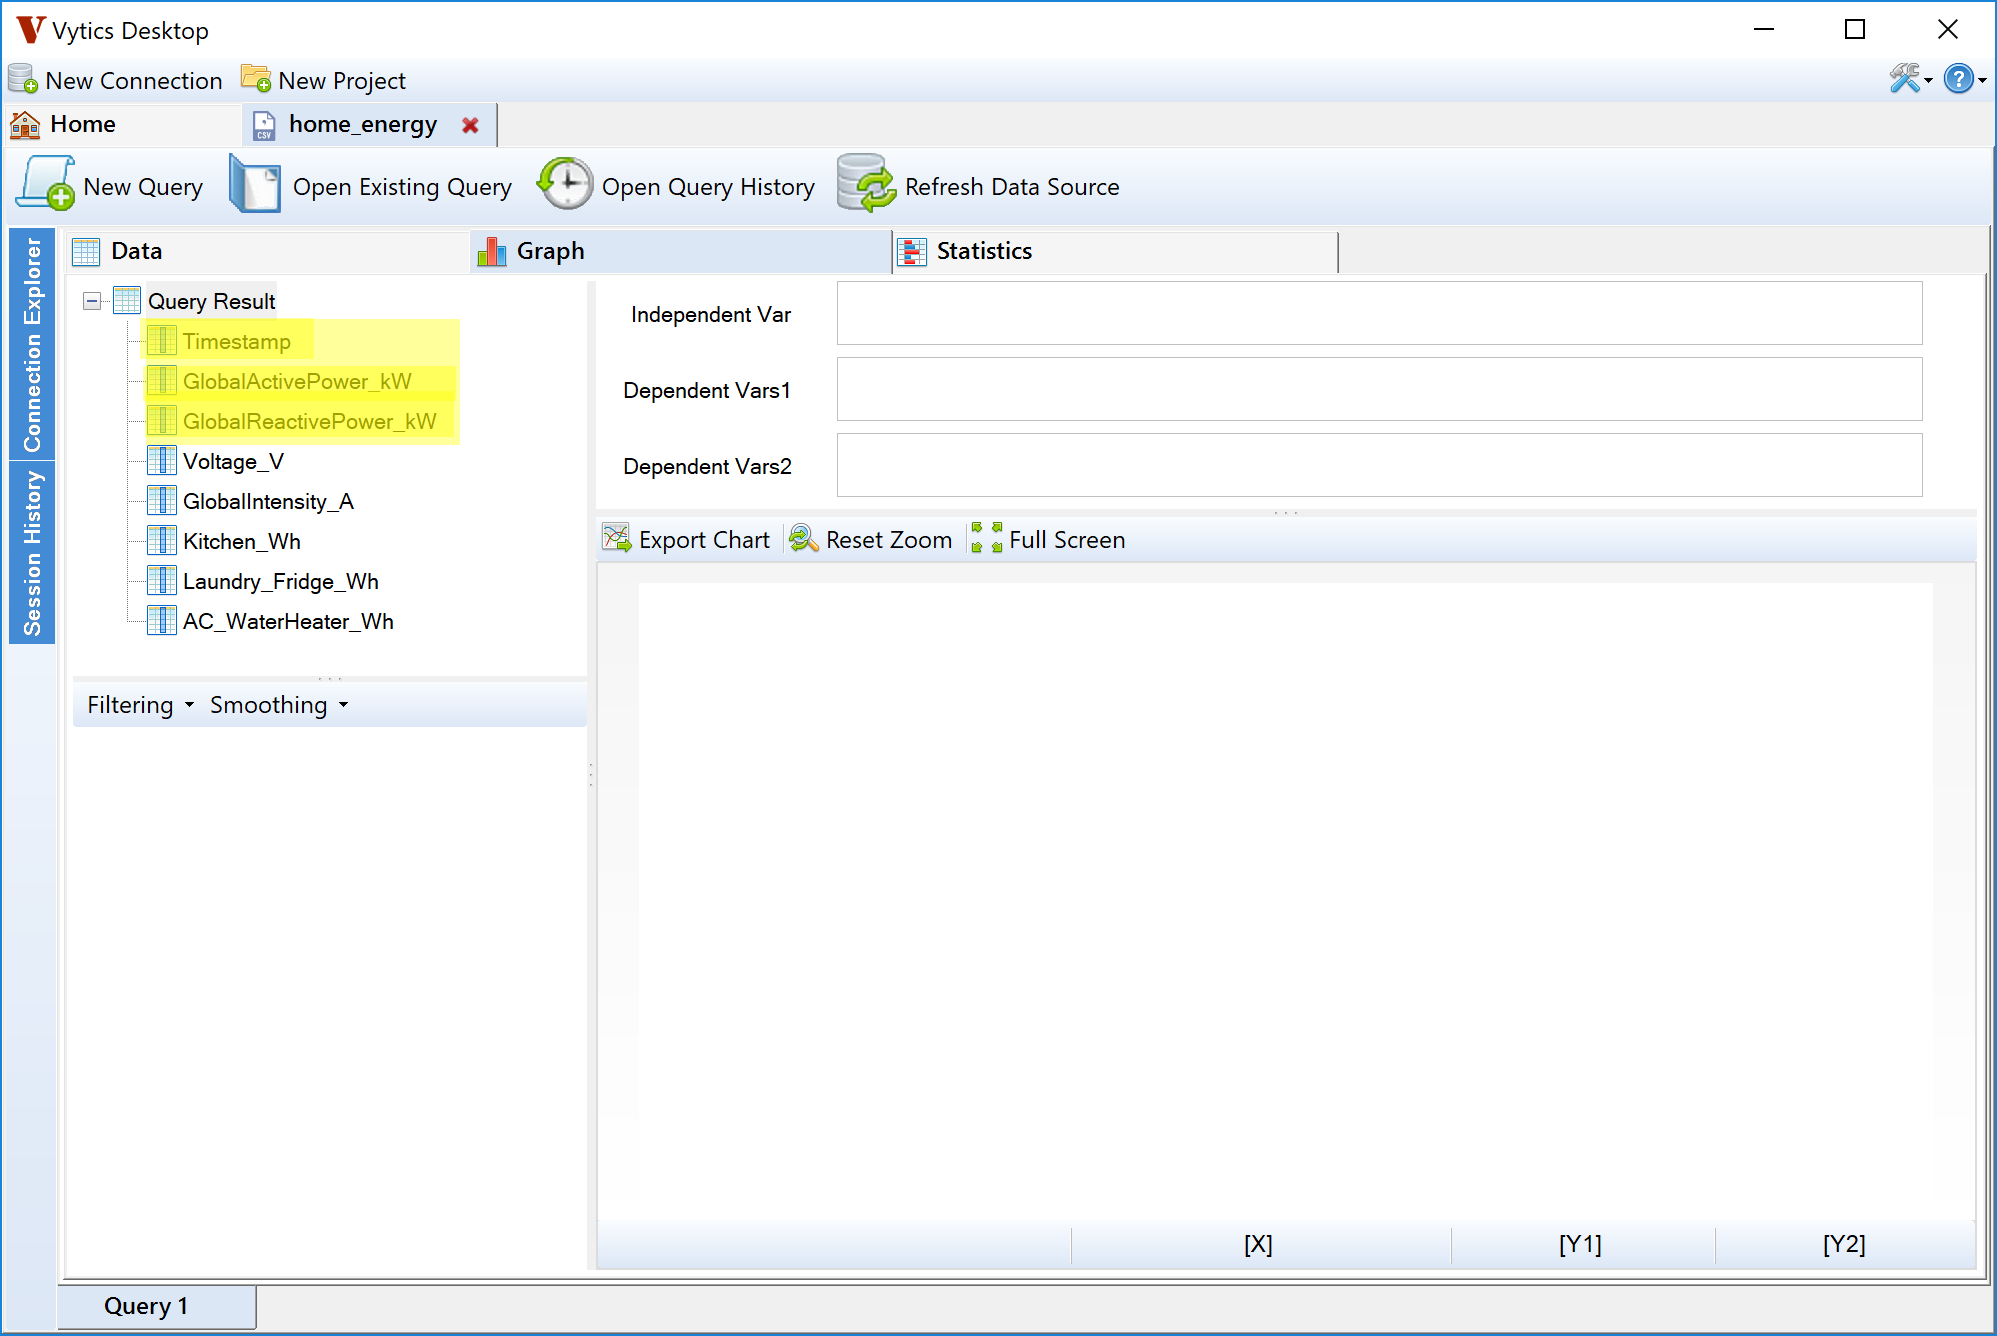 Vytics Desktop
New Connection New Project
Home home_energy
CSV
New Query Open Existing Query Open Query History Refresh Data Source
Connection Explorer
Session History
Data Graph Statistics
Query Result
Timestamp
GlobalActivePower_kW
GlobalReactivePower_kW
Voltage_V
GlobalIntensity_A
Kitchen_Wh
Laundry_Fridge_Wh
AC_WaterHeater_Wh
Filtering Smoothing
Independent Var
Dependent Vars1
Dependent Vars2
Export Chart Reset Zoom Full Screen
[X] [Y1] [Y2]
Query 1